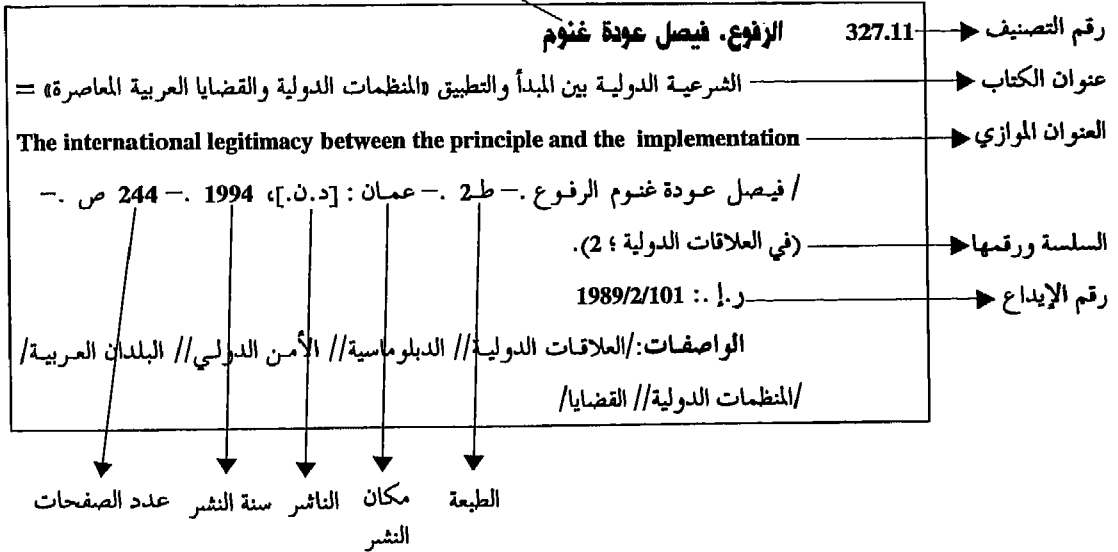 رقم التصنيف 327.11 الرفوع، فيصل عودة غنوم
عنوان الكتاب الشرعية الدولية بين المبدأ والتطبيق «المنظمات الدولية والقضايا العربية المعاصرة» =
العنوان الموازي The international legitimacy between the principle and the implementation
/ فيصل عودة غنوم الرفوع .– ط2 .– عمان : [د.ن.]، 1994 .– 244 ص .–
السلسة ورقمها (في العلاقات الدولية ؛ 2).
رقم الإيداع ر.إ .: 1989/2/101
الواصفات:/العلاقات الدولية// الدبلوماسية// الأمن الدولي// البلدان العربية/
/المنظمات الدولية// القضايا/
الطبعة مكان النشر الناشر سنة النشر عدد الصفحات